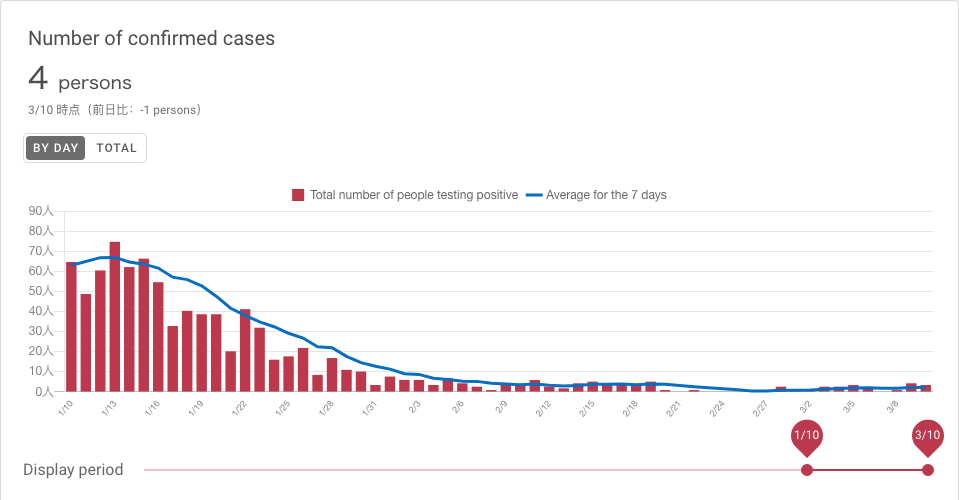 Number of confirmed cases
4 persons
3/10 時点（前日比：-1 persons）
BY DAY TOTAL
Total number of people testing positive Average for the 7 days
90人
80人
70人
60人
50人
40人
30人
20人
10人
0人
1/10 1/13 1/16 1/19 1/22 1/25 1/28 1/31 2/3 2/6 2/9 2/12 2/15 2/18 2/21 2/24 2/27 3/2 3/5 3/8
1/10 3/10
Display period